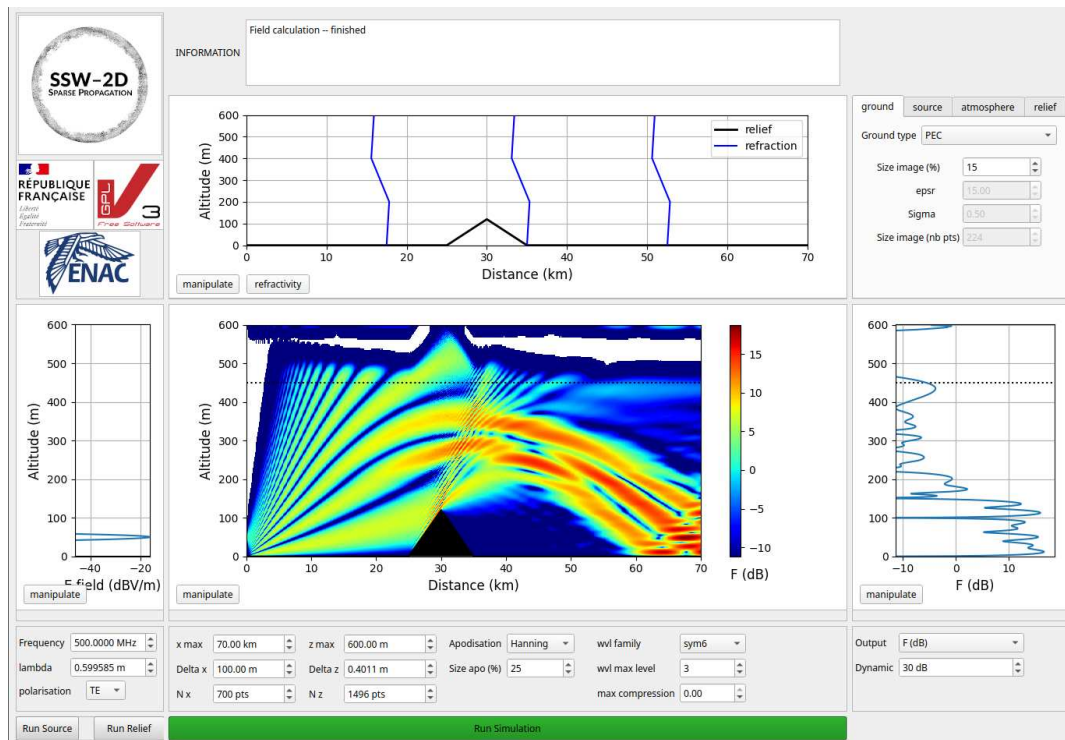 SSW-2D
SPARSE PROPAGATION
RÉPUBLIQUE
FRANÇAISE
Liberté
Égalité
Fraternité
GPL
V
3
Free Software
ENAC
INFORMATION
Field calculation -- finished
600
500
400
300
200
100
0
Altitude (m)
relief
refraction
0
10
20
30
40
50
60
70
Distance (km)
manipulate
refractivity
ground
source
atmosphere
relief
Ground type
PEC
Size image (%)
15
epsr
15.00
Sigma
0.50
Size image (nb pts)
224
600
500
400
300
200
100
0
Altitude (m)
−40
−20
E field (dBV/m)
manipulate
600
500
400
300
200
100
0
Altitude (m)
0
10
20
30
40
50
60
70
Distance (km)
manipulate
15
10
5
0
−5
−10
F (dB)
600
500
400
300
200
100
0
Altitude (m)
−10
0
10
F (dB)
manipulate
Frequency
500.0000 MHz
lambda
0.599585 m
polarisation
TE
x max
70.00 km
z max
600.00 m
Apodisation
Hanning
wvl family
sym6
Delta x
100.00 m
Delta z
0.4011 m
Size apo (%)
25
wvl max level
3
N x
700 pts
N z
1496 pts
max compression
0.00
Output
F (dB)
Dynamic
30 dB
Run Source
Run Relief
Run Simulation